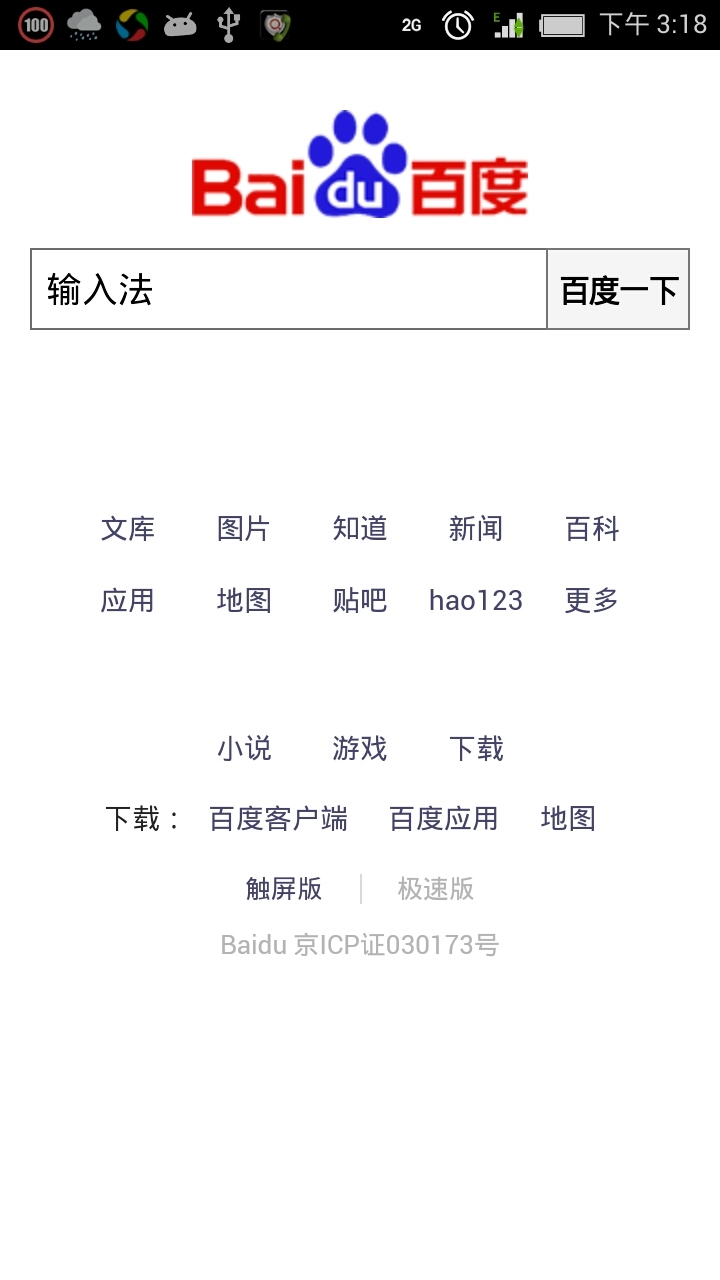 100 2G E 下午 3:18
Bai du 百度
输入法 百度一下
文库 图片 知道 新闻 百科
应用 地图 贴吧 hao123 更多
小说 游戏 下载
下载： 百度客户端 百度应用 地图
触屏版 极速版
Baidu 京ICP证030173号